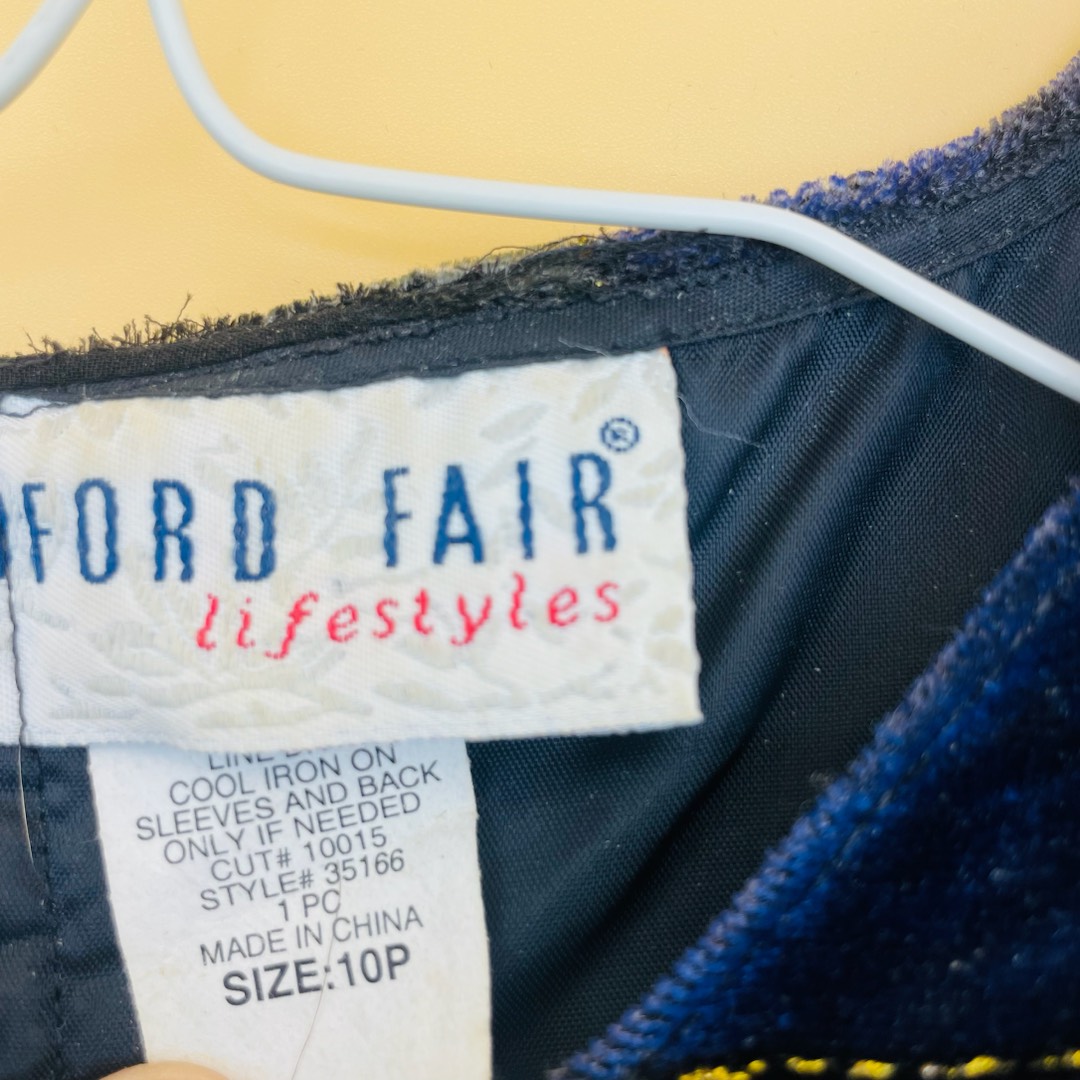 FORD FAIR®
lifestyles
COOL IRON ON
SLEEVES AND BACK
ONLY IF NEEDED
CUT# 10015
STYLE# 35166
1 PC
MADE IN CHINA
SIZE:10P